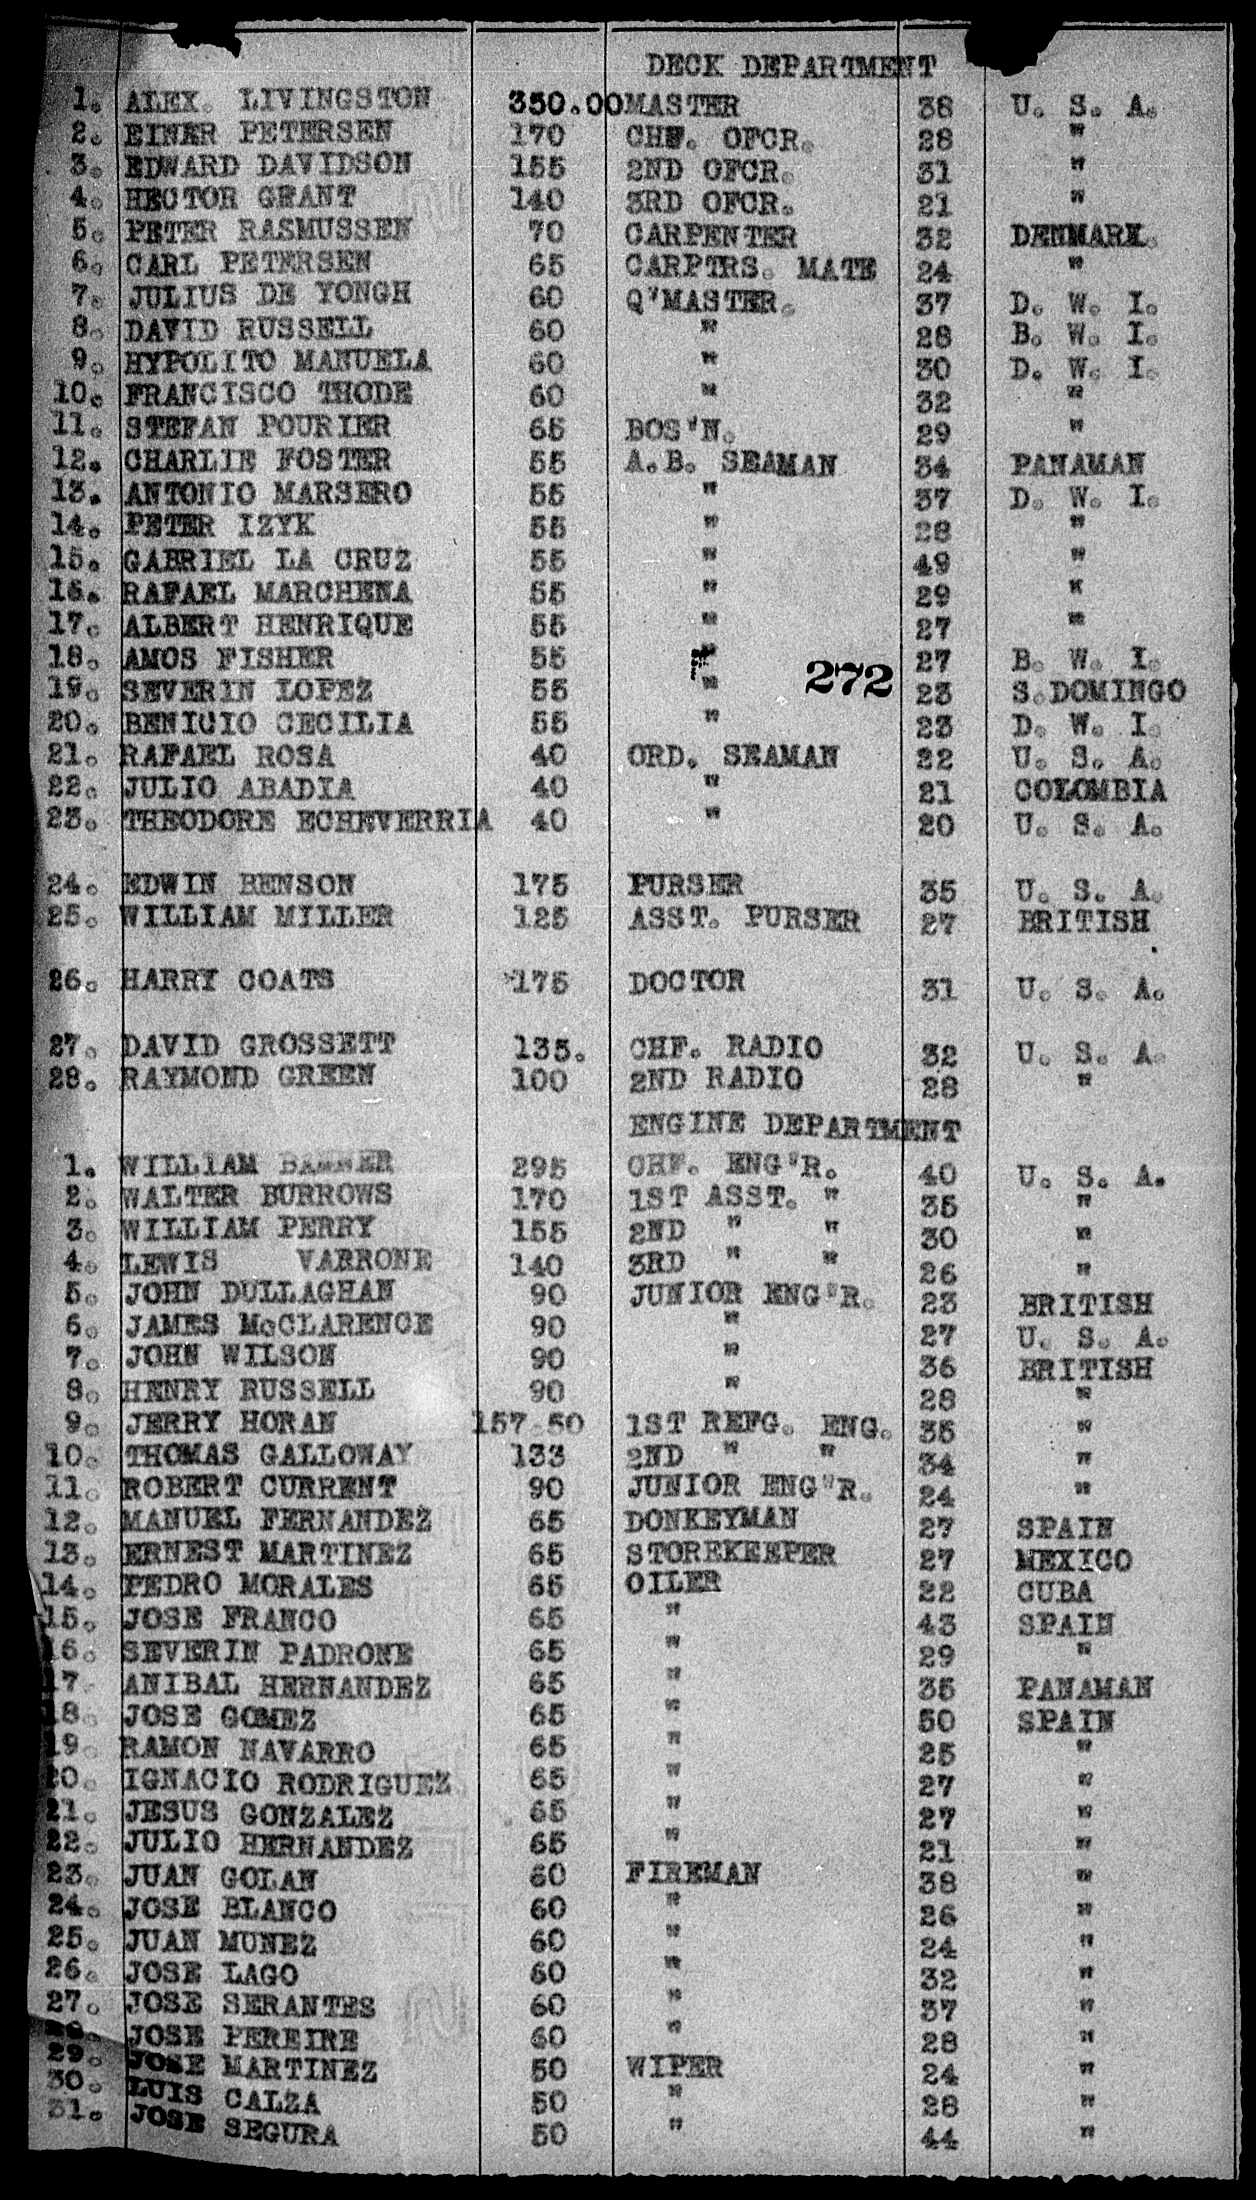 DECK DEPARTMENT
1. ALEX. LIVINGSTON 350.00 MASTER 38 U. S. A.
2. EINER PETERSEN 170 CHF. OFCR. 28 "
3. EDWARD DAVIDSON 155 2ND OFCR. 31 "
4. HECTOR GRANT 140 3RD OFCR. 21 "
5. PETER RASMUSSEN 70 CARPENTER 32 DENMARK.
6. CARL PETERSEN 65 CARPTRS. MATE 24 "
7. JULIUS DE YONGH 60 Q'MASTER. 37 D. W. I.
8. DAVID RUSSELL 60 " 28 B. W. I.
9. HYPOLITO MANUELA 60 " 30 D. W. I.
10. FRANCISCO THODE 60 " 32 "
11. STEFAN POURIER 65 BOS'N. 29 "
12. CHARLIE FOSTER 55 A.B. SEAMAN 34 PANAMAN
13. ANTONIO MARSERO 55 " 37 D. W. I.
14. PETER IZYK 55 " 28 "
15. GABRIEL LA CRUZ 55 " 49 "
16. RAFAEL MARCHENA 55 " 29 "
17. ALBERT HENRIQUE 55 " 27 "
18. AMOS FISHER 55 " 27 B. W. I.
272
19. SEVERIN LOPEZ 55 " 23 S.DOMINGO
20. BENICIO CECILIA 55 " 23 D. W. I.
21. RAFAEL ROSA 40 ORD. SEAMAN 22 U. S. A.
22. JULIO ABADIA 40 " 21 COLOMBIA
23. THEODORE ECHEVERRIA 40 " 20 U. S. A.
24. EDWIN BENSON 175 PURSER 35 U. S. A.
25. WILLIAM MILLER 125 ASST. PURSER 27 BRITISH
26. HARRY COATS 175 DOCTOR 31 U. S. A.
27. DAVID GROSSETT 135. CHF. RADIO 32 U. S. A.
28. RAYMOND GREEN 100 2ND RADIO 28 "
ENGINE DEPARTMENT
1. WILLIAM 295 CHF. ENG'R. 40 U. S. A.
2. WALTER BURROWS 170 1ST ASST. " 35 "
3. WILLIAM PERRY 155 2ND " " 30 "
4. LEWIS VARRONE 140 3RD " " 26 "
5. JOHN DULLAGHAN 90 JUNIOR ENG'R. 23 BRITISH
6. JAMES McCLARENCE 90 " 27 U. S. A.
7. JOHN WILSON 90 " 36 BRITISH
8. HENRY RUSSELL 90 " 28 "
9. JERRY HORAN 157.50 1ST REFG. ENG. 35 "
10. THOMAS GALLOWAY 133 2ND " " 34 "
11. ROBERT CURRENT 90 JUNIOR ENG'R. 24 "
12. MANUEL FERNANDEZ 65 DONKEYMAN 27 SPAIN
13. ERNEST MARTINEZ 65 STOREKEEPER 27 MEXICO
14. PEDRO MORALES 65 OILER 22 CUBA
15. JOSE FRANCO 65 " 43 SPAIN
16. SEVERIN PADRONE 65 " 29 "
17. ANIBAL HERNANDEZ 65 " 35 PANAMAN
18. JOSE GOMEZ 65 " 50 SPAIN
19. RAMON NAVARRO 65 " 25 "
20. IGNACIO RODRIGUEZ 65 " 27 "
21. JESUS GONZALEZ 65 " 27 "
22. JULIO HERNANDEZ 65 " 21 "
23. JUAN GOLAN 60 FIREMAN 38 "
24. JOSE BLANCO 60 " 26 "
25. JUAN MUNEZ 60 " 24 "
26. JOSE LAGO 60 " 32 "
27. JOSE SERANTES 60 " 37 "
28. JOSE PEREIRE 60 " 28 "
29. JOSE MARTINEZ 50 WIPER 24 "
30. LUIS CALZA 50 " 28 "
31. JOSE SEGURA 50 " 44 "